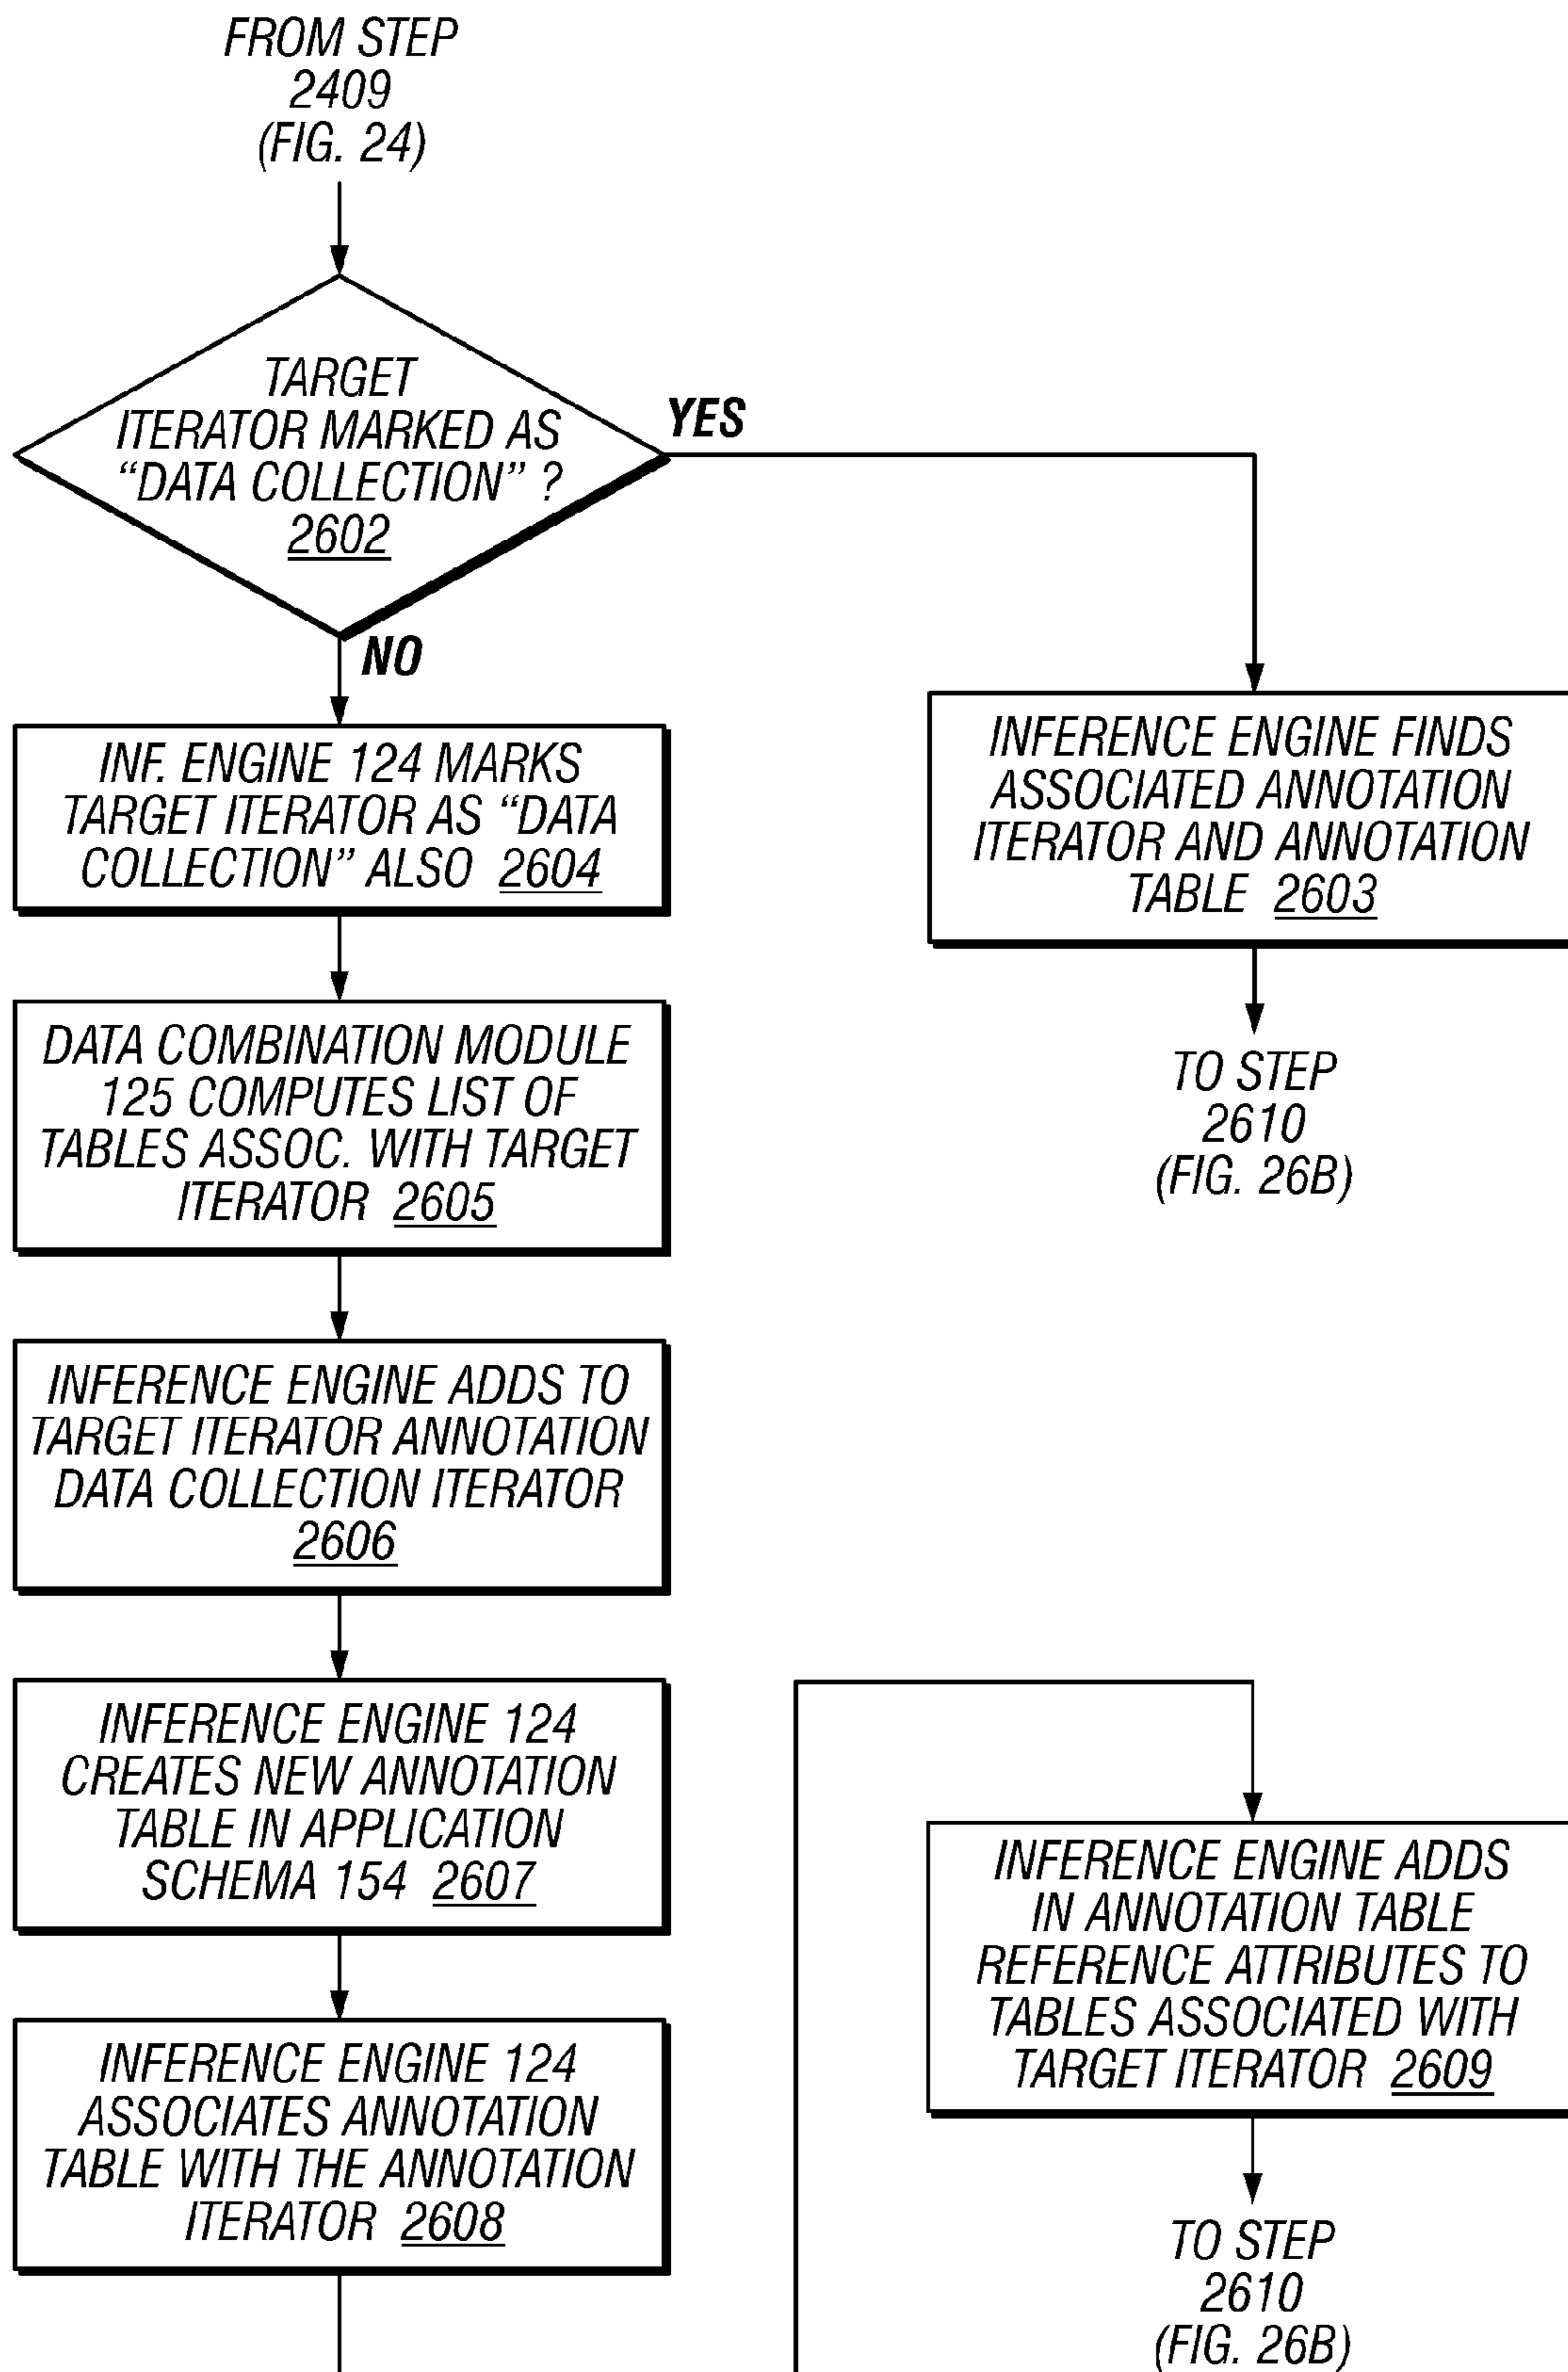 FROM STEP
2409
(FIG. 24)
TARGET
ITERATOR MARKED AS
“DATA COLLECTION” ?
2602
YES
NO
INF. ENGINE 124 MARKS
TARGET ITERATOR AS “DATA
COLLECTION” ALSO 2604
INFERENCE ENGINE FINDS
ASSOCIATED ANNOTATION
ITERATOR AND ANNOTATION
TABLE 2603
TO STEP
2610
(FIG. 26B)
DATA COMBINATION MODULE
125 COMPUTES LIST OF
TABLES ASSOC. WITH TARGET
ITERATOR 2605
INFERENCE ENGINE ADDS TO
TARGET ITERATOR ANNOTATION
DATA COLLECTION ITERATOR
2606
INFERENCE ENGINE 124
CREATES NEW ANNOTATION
TABLE IN APPLICATION
SCHEMA 154 2607
INFERENCE ENGINE 124
ASSOCIATES ANNOTATION
TABLE WITH THE ANNOTATION
ITERATOR 2608
INFERENCE ENGINE ADDS
IN ANNOTATION TABLE
REFERENCE ATTRIBUTES TO
TABLES ASSOCIATED WITH
TARGET ITERATOR 2609
TO STEP
2610
(FIG. 26B)